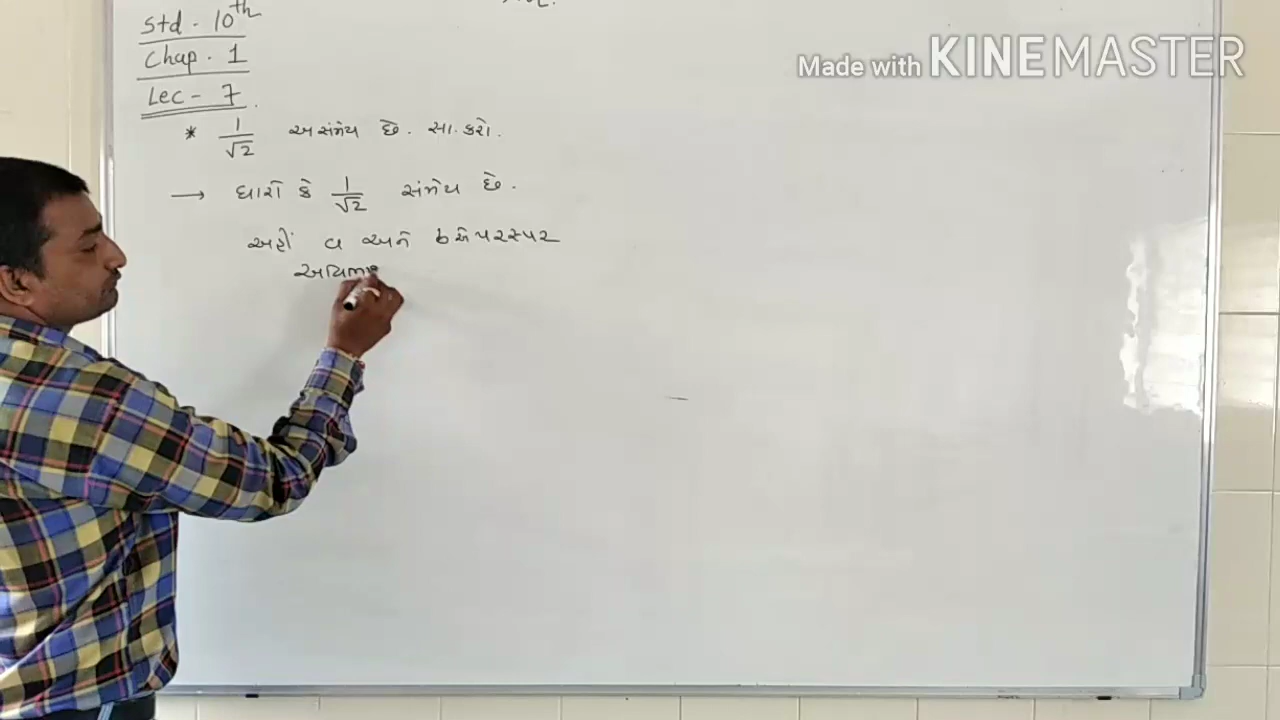 Std - 10th
Chap. 1
Lec - 7
Made with KINEMASTER
* 1/√2 અસંમેય છે. સા. કરો.
→ ધારો કે 1/√2 સંમેય છે.
અહીં a અને b એ પરસ્પર